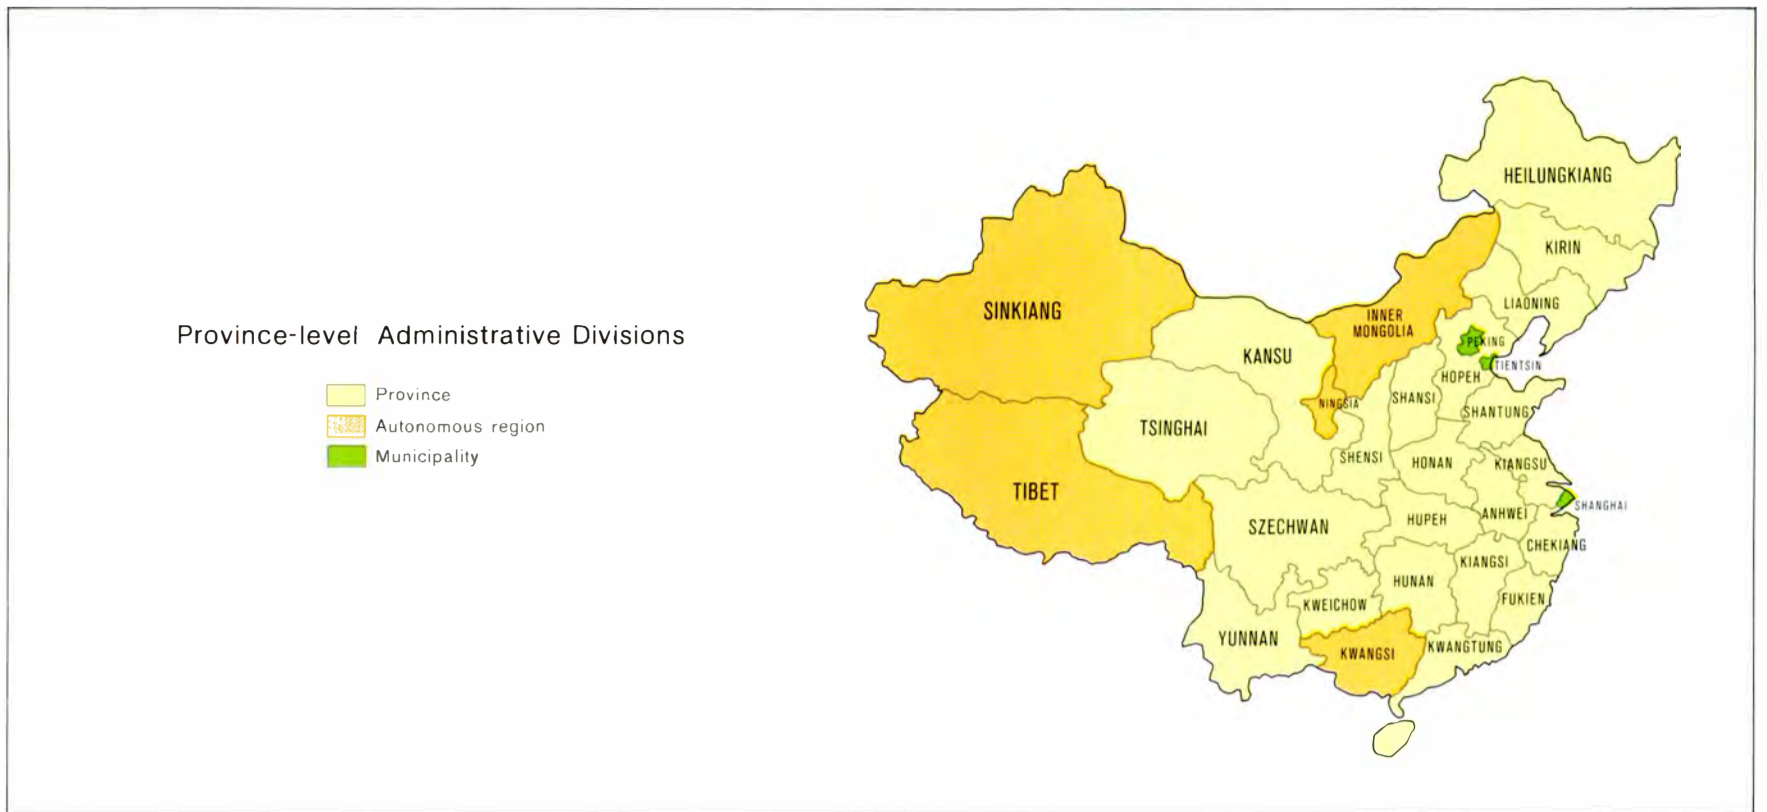 Province-level Administrative Divisions
Province
Autonomous region
Municipality
HEILUNGKIANG
KIRIN
LIAONING
INNER
MONGOLIA
SINKIANG
PEKING
TIENTSIN
KANSU
HOPEH
NINGSIA
SHANSI
SHANTUNG
TSINGHAI
SHENSI
HONAN
KIANGSU
TIBET
SHANGHAI
ANHWEI
HUPEH
SZECHWAN
CHEKIANG
KIANGSI
HUNAN
FUKIEN
KWEICHOW
YUNNAN
KWANGTUNG
KWANGSI